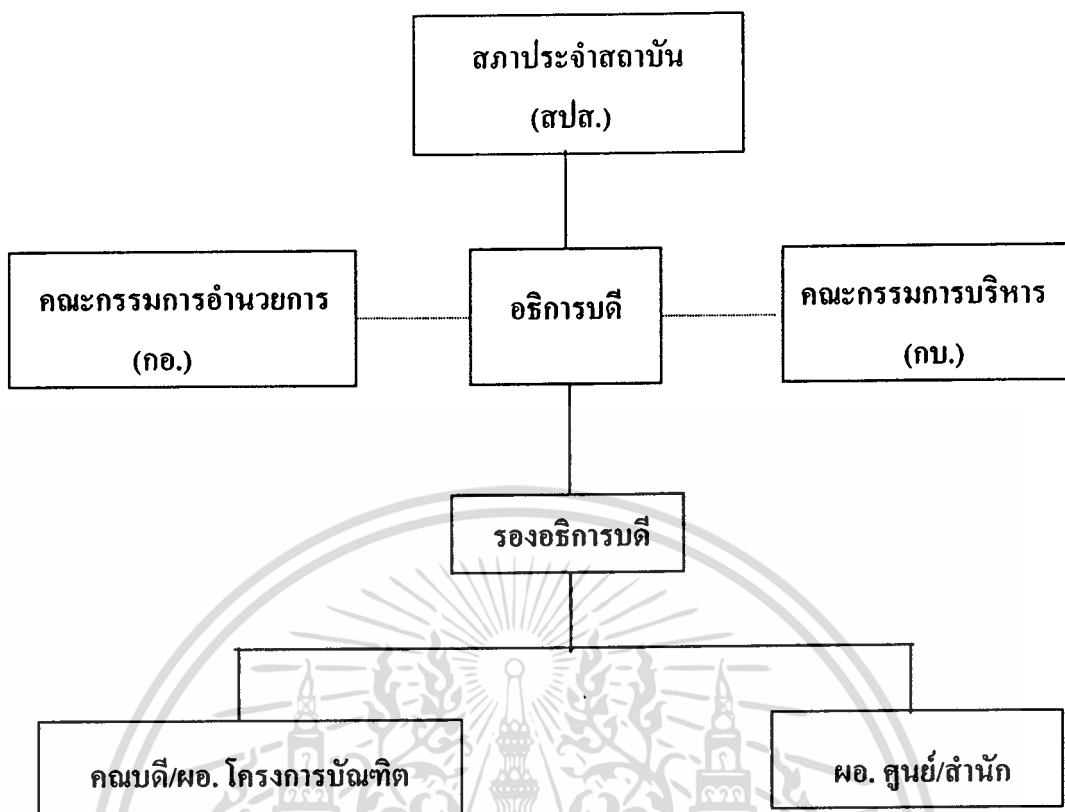 สภาประจำสถาบัน
(สปส.)
คณะกรรมการอำนวยการ
(กอ.)
อธิการบดี
คณะกรรมการบริหาร
(กบ.)
รองอธิการบดี
คณบดี/ผอ. โครงการบัณฑิต
ผอ. ศูนย์/สำนัก